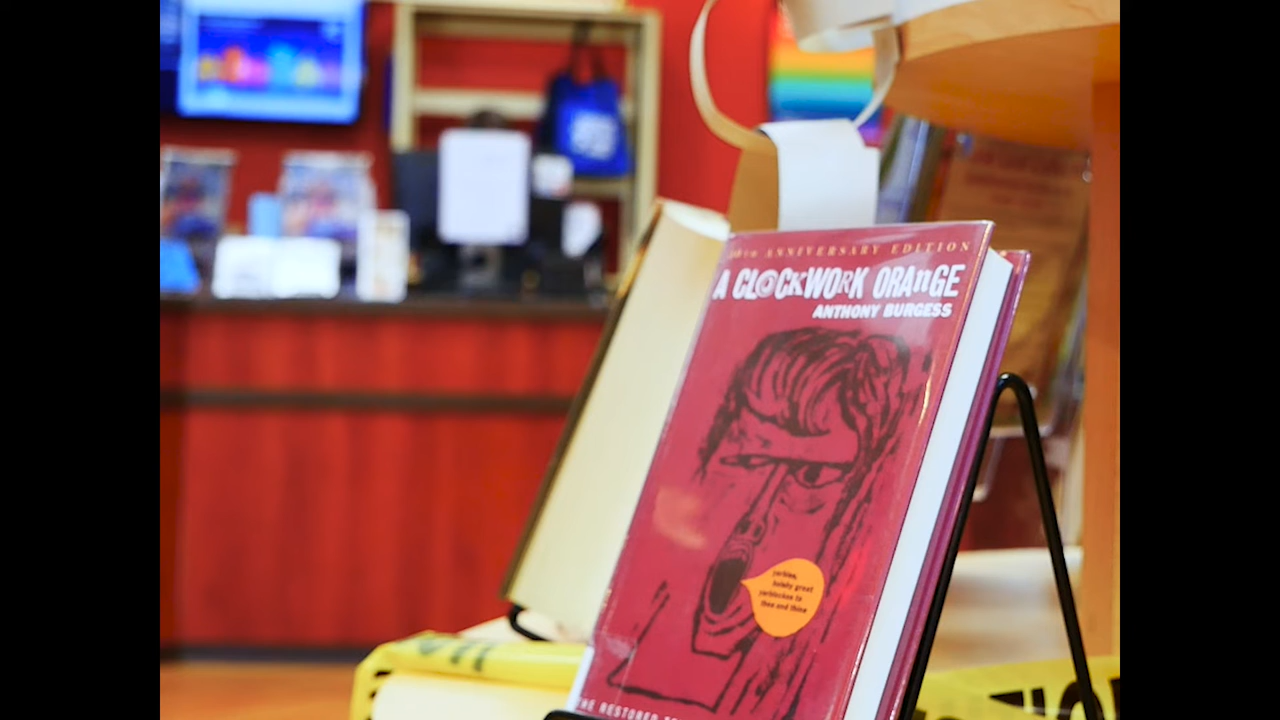 ANNIVERSARY EDITION
A CLOCKWORK ORANGE
ANTHONY BURGESS
yarbles,
bolshy great
yarblockos to
thee and thine
THE RESTORED